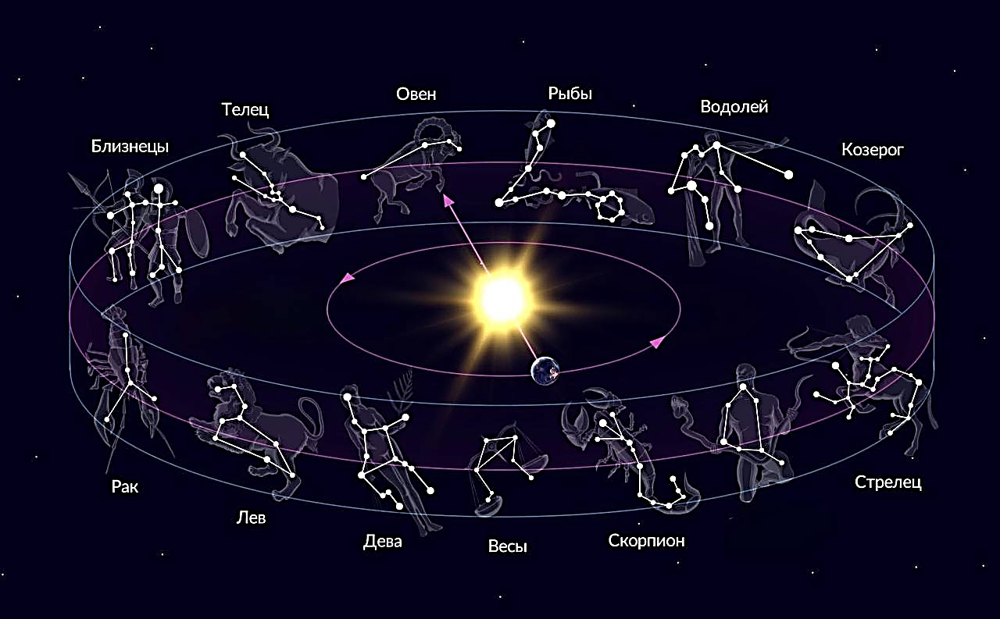 Овен
Рыбы
Телец
Водолей
Близнецы
Козерог
Рак
Стрелец
Лев
Дева
Весы
Скорпион